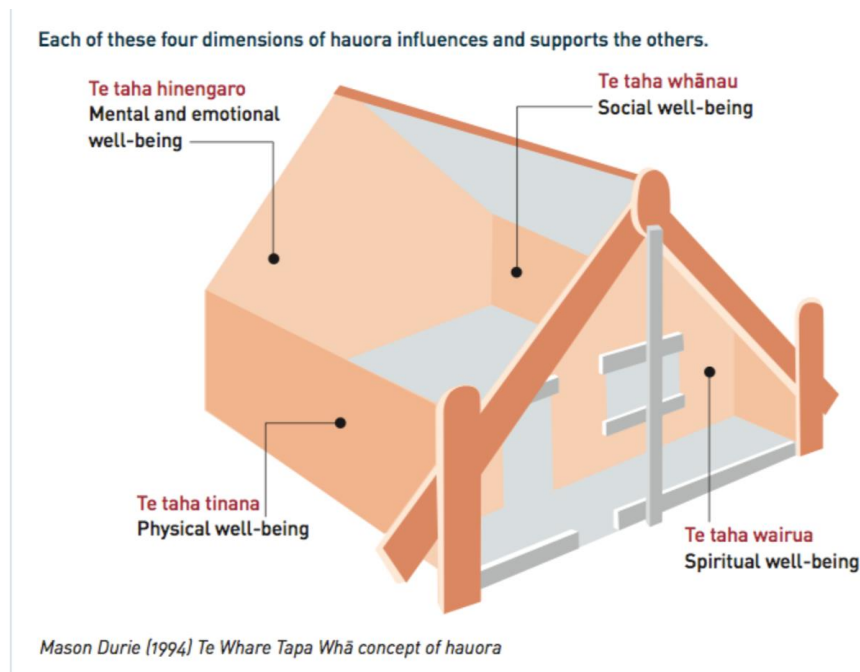 Each of these four dimensions of hauora influences and supports the others.
Te taha hinengaro
Mental and emotional
well-being
Te taha whānau
Social well-being
Te taha tinana
Physical well-being
Te taha wairua
Spiritual well-being
Mason Durie (1994) Te Whare Tapa Whā concept of hauora